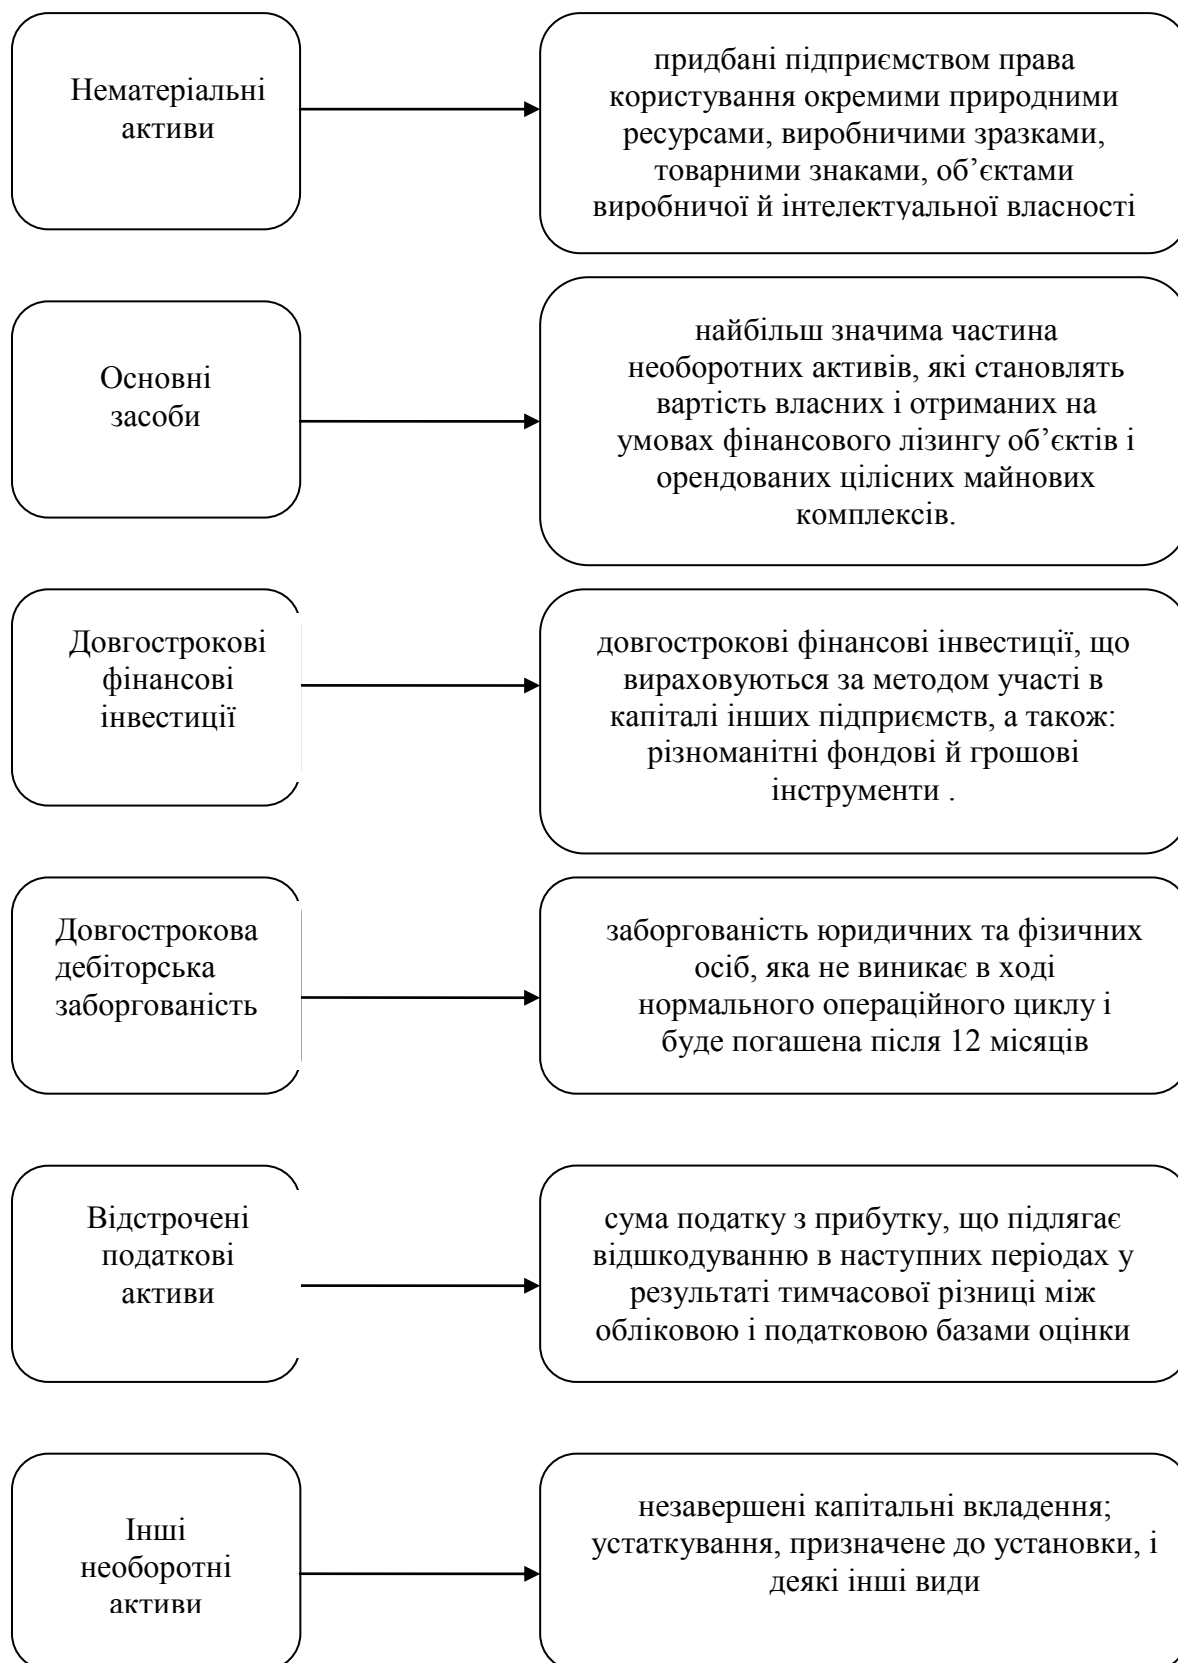 Нематеріальні
активи
придбані підприємством права
користування окремими природними
ресурсами, виробничими зразками,
товарними знаками, об’єктами
виробничої й інтелектуальної власності
Основні
засоби
найбільш значима частина
необоротних активів, які становлять
вартість власних і отриманих на
умовах фінансового лізингу об’єктів і
орендованих цілісних майнових
комплексів.
Довгострокові
фінансові
інвестиції
довгострокові фінансові інвестиції, що
вираховуються за методом участі в
капіталі інших підприємств, а також:
різноманітні фондові й грошові
інструменти .
Довгострокова
дебіторська
заборгованість
заборгованість юридичних та фізичних
осіб, яка не виникає в ході
нормального операційного циклу і
буде погашена після 12 місяців
Відстрочені
податкові
активи
сума податку з прибутку, що підлягає
відшкодуванню в наступних періодах у
результаті тимчасової різниці між
обліковою і податковою базами оцінки
Інші
необоротні
активи
незавершені капітальні вкладення;
устаткування, призначене до установки, і
деякі інші види